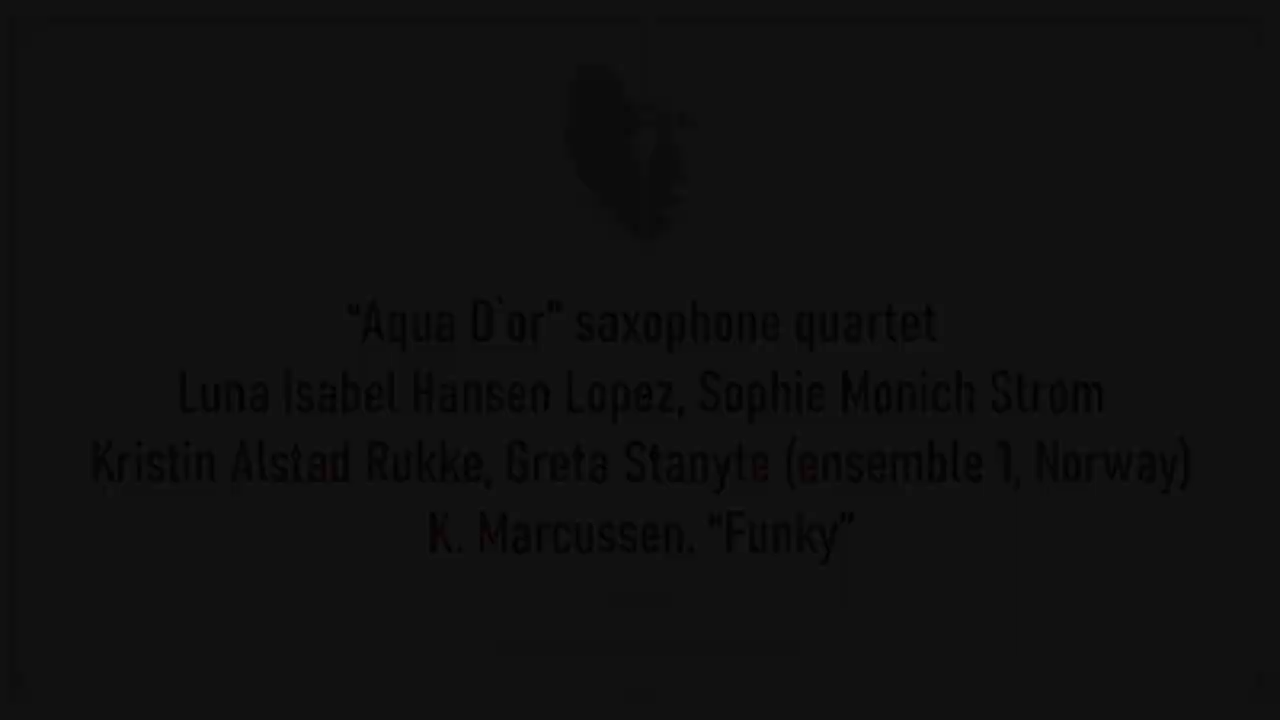 “Aqua D`or” saxophone quartet
Luna Isabel Hansen Lopez, Sophie Monich Strom
Kristin Alstad Rukke, Greta Stanyte (ensemble 1, Norway)
K. Marcussen. “Funky”